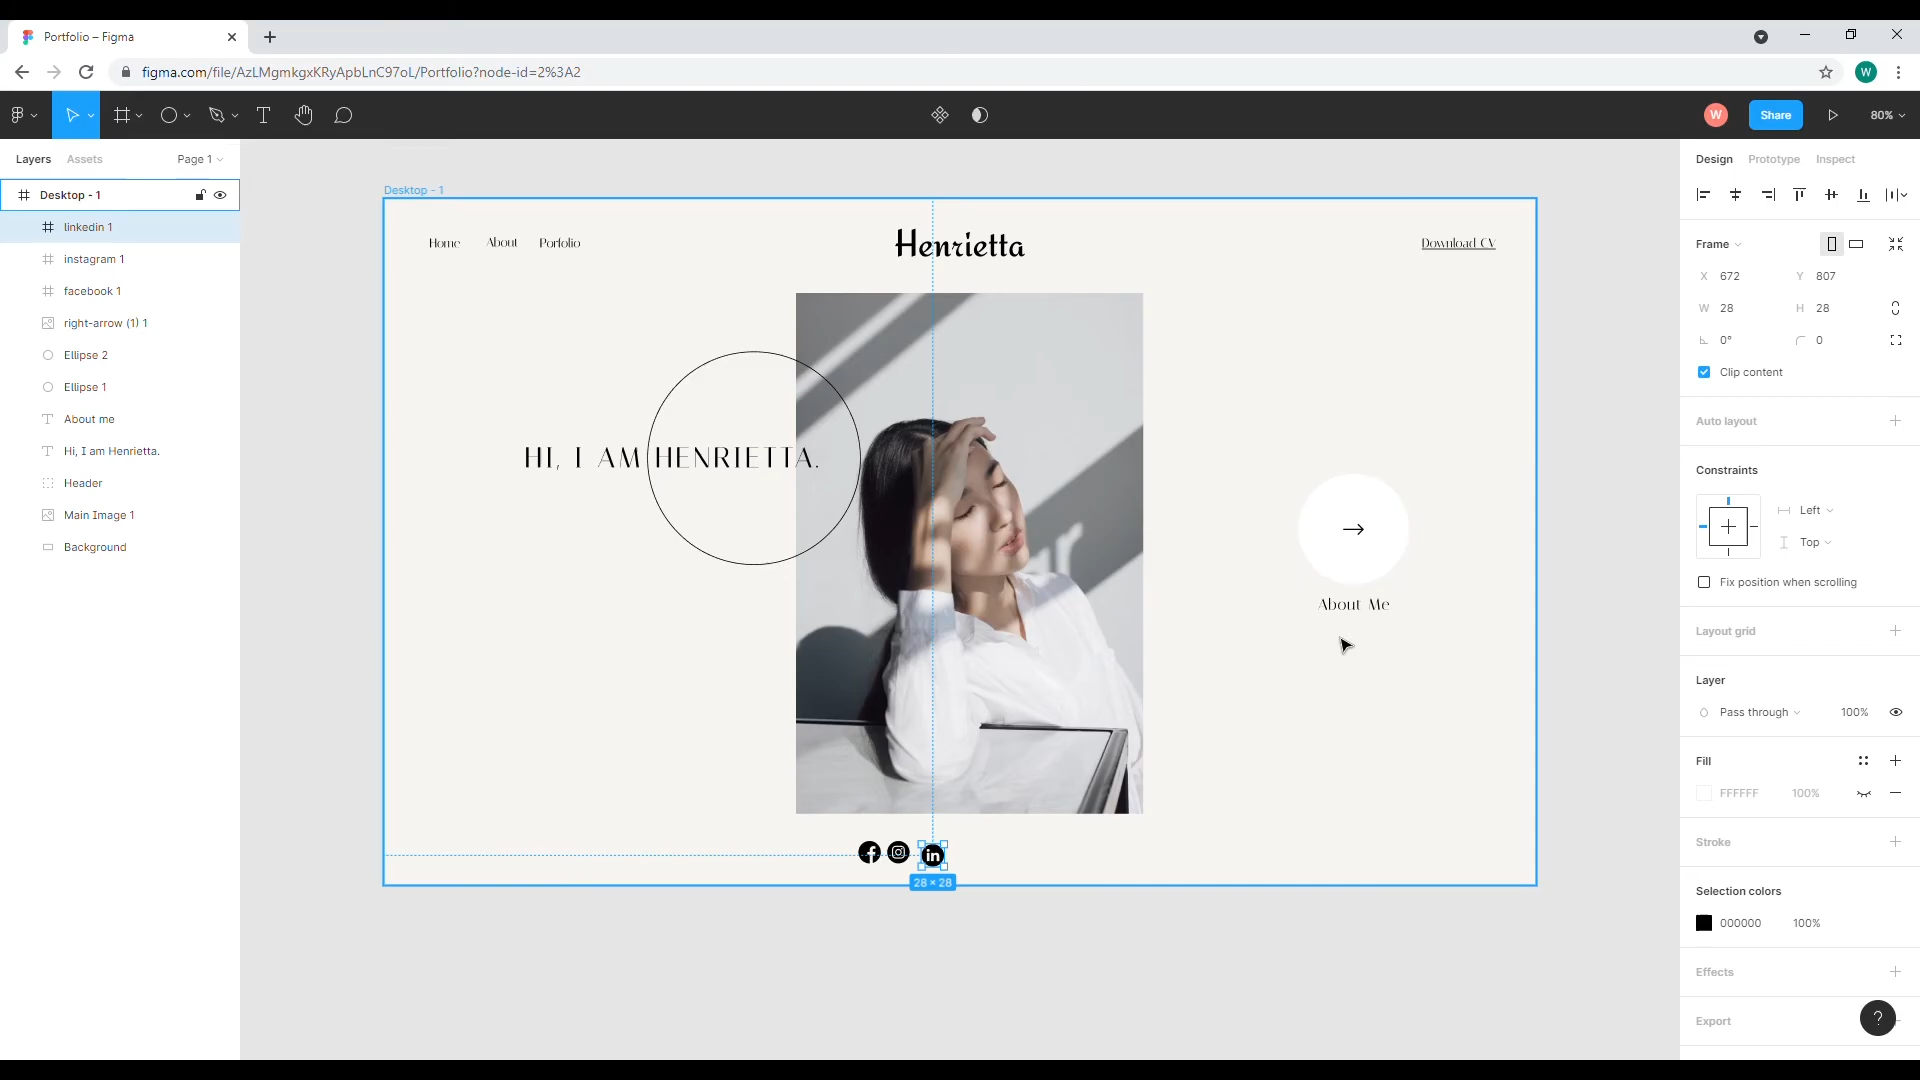 Portfolio – Figma
figma.com/file/AzLMgmkgxKRyApbLnC97oL/Portfolio?node-id=2%3A2
W
W
Share
80%
Layers
Assets
Page 1
Desktop - 1
linkedin 1
instagram 1
facebook 1
right-arrow (1) 1
Ellipse 2
Ellipse 1
About me
Hi, I am Henrietta.
Header
Main Image 1
Background
Desktop - 1
Home
About
Porfolio
Henrietta
Download CV
HI, I AM HENRIETTA.
About Me
in
28 × 28
Design
Prototype
Inspect
Frame
X 672
Y 807
W 28
H 28
0°
0
Clip content
Auto layout
Constraints
Left
Top
Fix position when scrolling
Layout grid
Layer
Pass through
100%
Fill
FFFFFF
100%
Stroke
Selection colors
000000
100%
Effects
Export
?